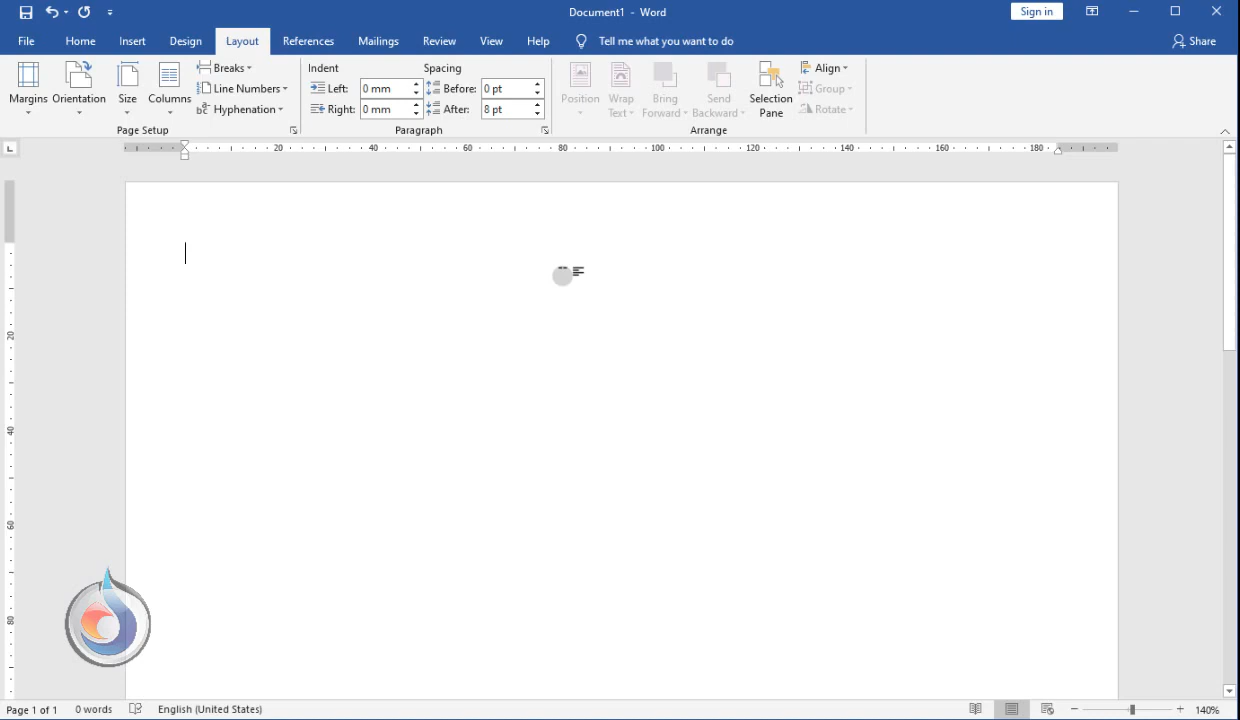 Document1 - Word
Sign in
File Home Insert Design Layout References Mailings Review View Help Tell me what you want to do Share
Margins
Orientation
Size
Columns
Breaks
Line Numbers
Hyphenation
Page Setup
Indent
Left: 0 mm
Right: 0 mm
Spacing
Before: 0 pt
After: 8 pt
Paragraph
Position
Wrap
Text
Bring
Forward
Send
Backward
Selection
Pane
Align
Group
Rotate
Arrange
20 40 60 80 100 120 140 160 180
20
40
60
80
Page 1 of 1 0 words English (United States) 140%